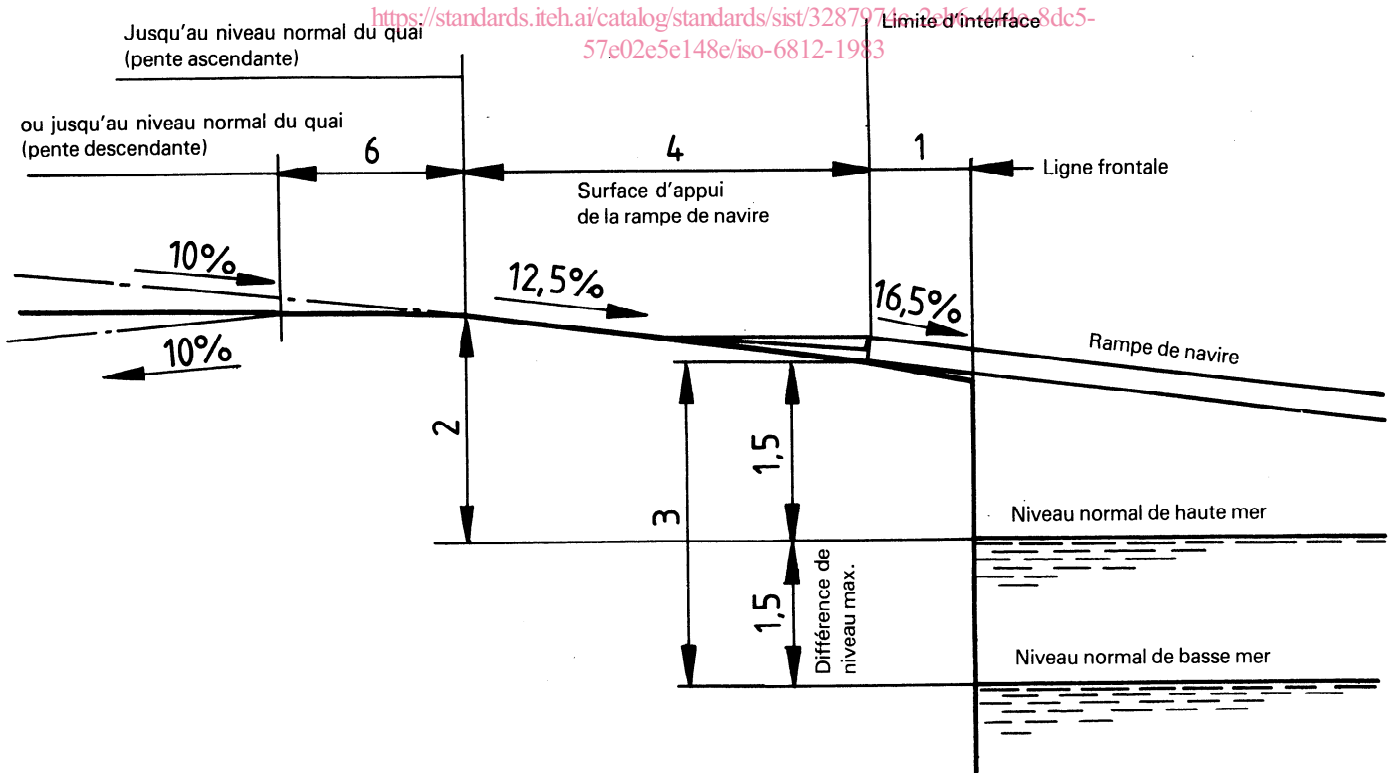 https://standards.iteh.ai/catalog/standards/sist/3287974e-2eb6-444e-8dc5-
57e02e5e148e/iso-6812-1983
Limite d'interface
Jusqu'au niveau normal du quai
(pente ascendante)
ou jusqu'au niveau normal du quai
(pente descendante)
6
4
1
Ligne frontale
Surface d'appui
de la rampe de navire
10%
12,5%
16,5%
10%
Rampe de navire
2
3
1,5
1,5
Différence de
niveau max.
Niveau normal de haute mer
Niveau normal de basse mer